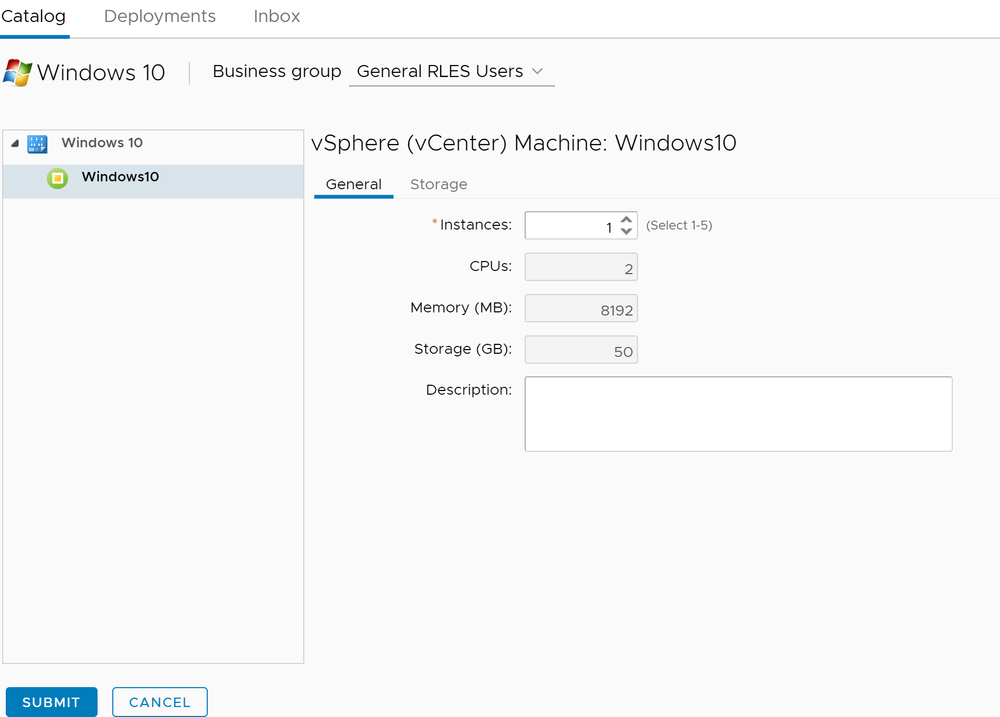 Catalog Deployments Inbox
Windows 10 Business group General RLES Users
Windows 10
Windows10
vSphere (vCenter) Machine: Windows10
General Storage
*Instances: 1 (Select 1-5)
CPUs: 2
Memory (MB): 8192
Storage (GB): 50
Description:
SUBMIT CANCEL